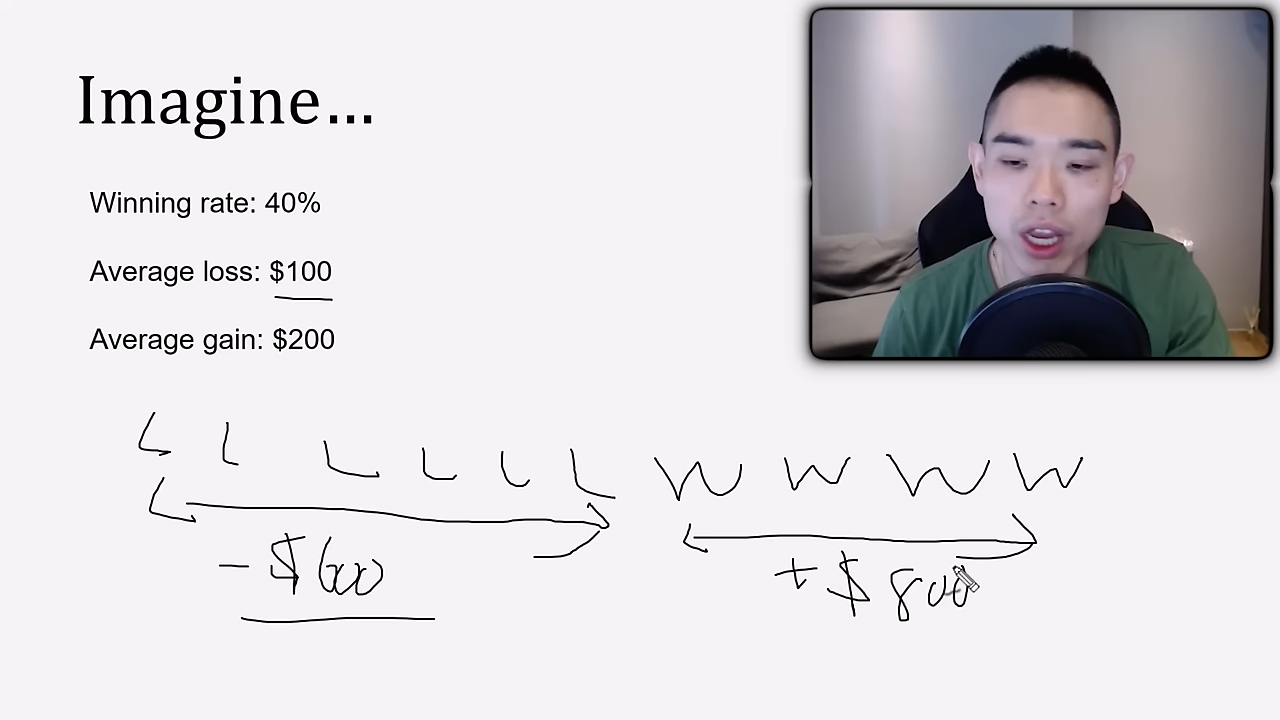 Imagine...
Winning rate: 40%
Average loss: $100
Average gain: $200
L L L L L L W W W W
- $600 + $800